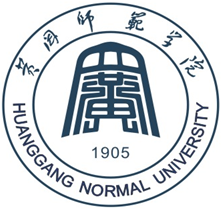 黄冈师范学院
1905
HUANGGANG NORMAL UNIVERSITY